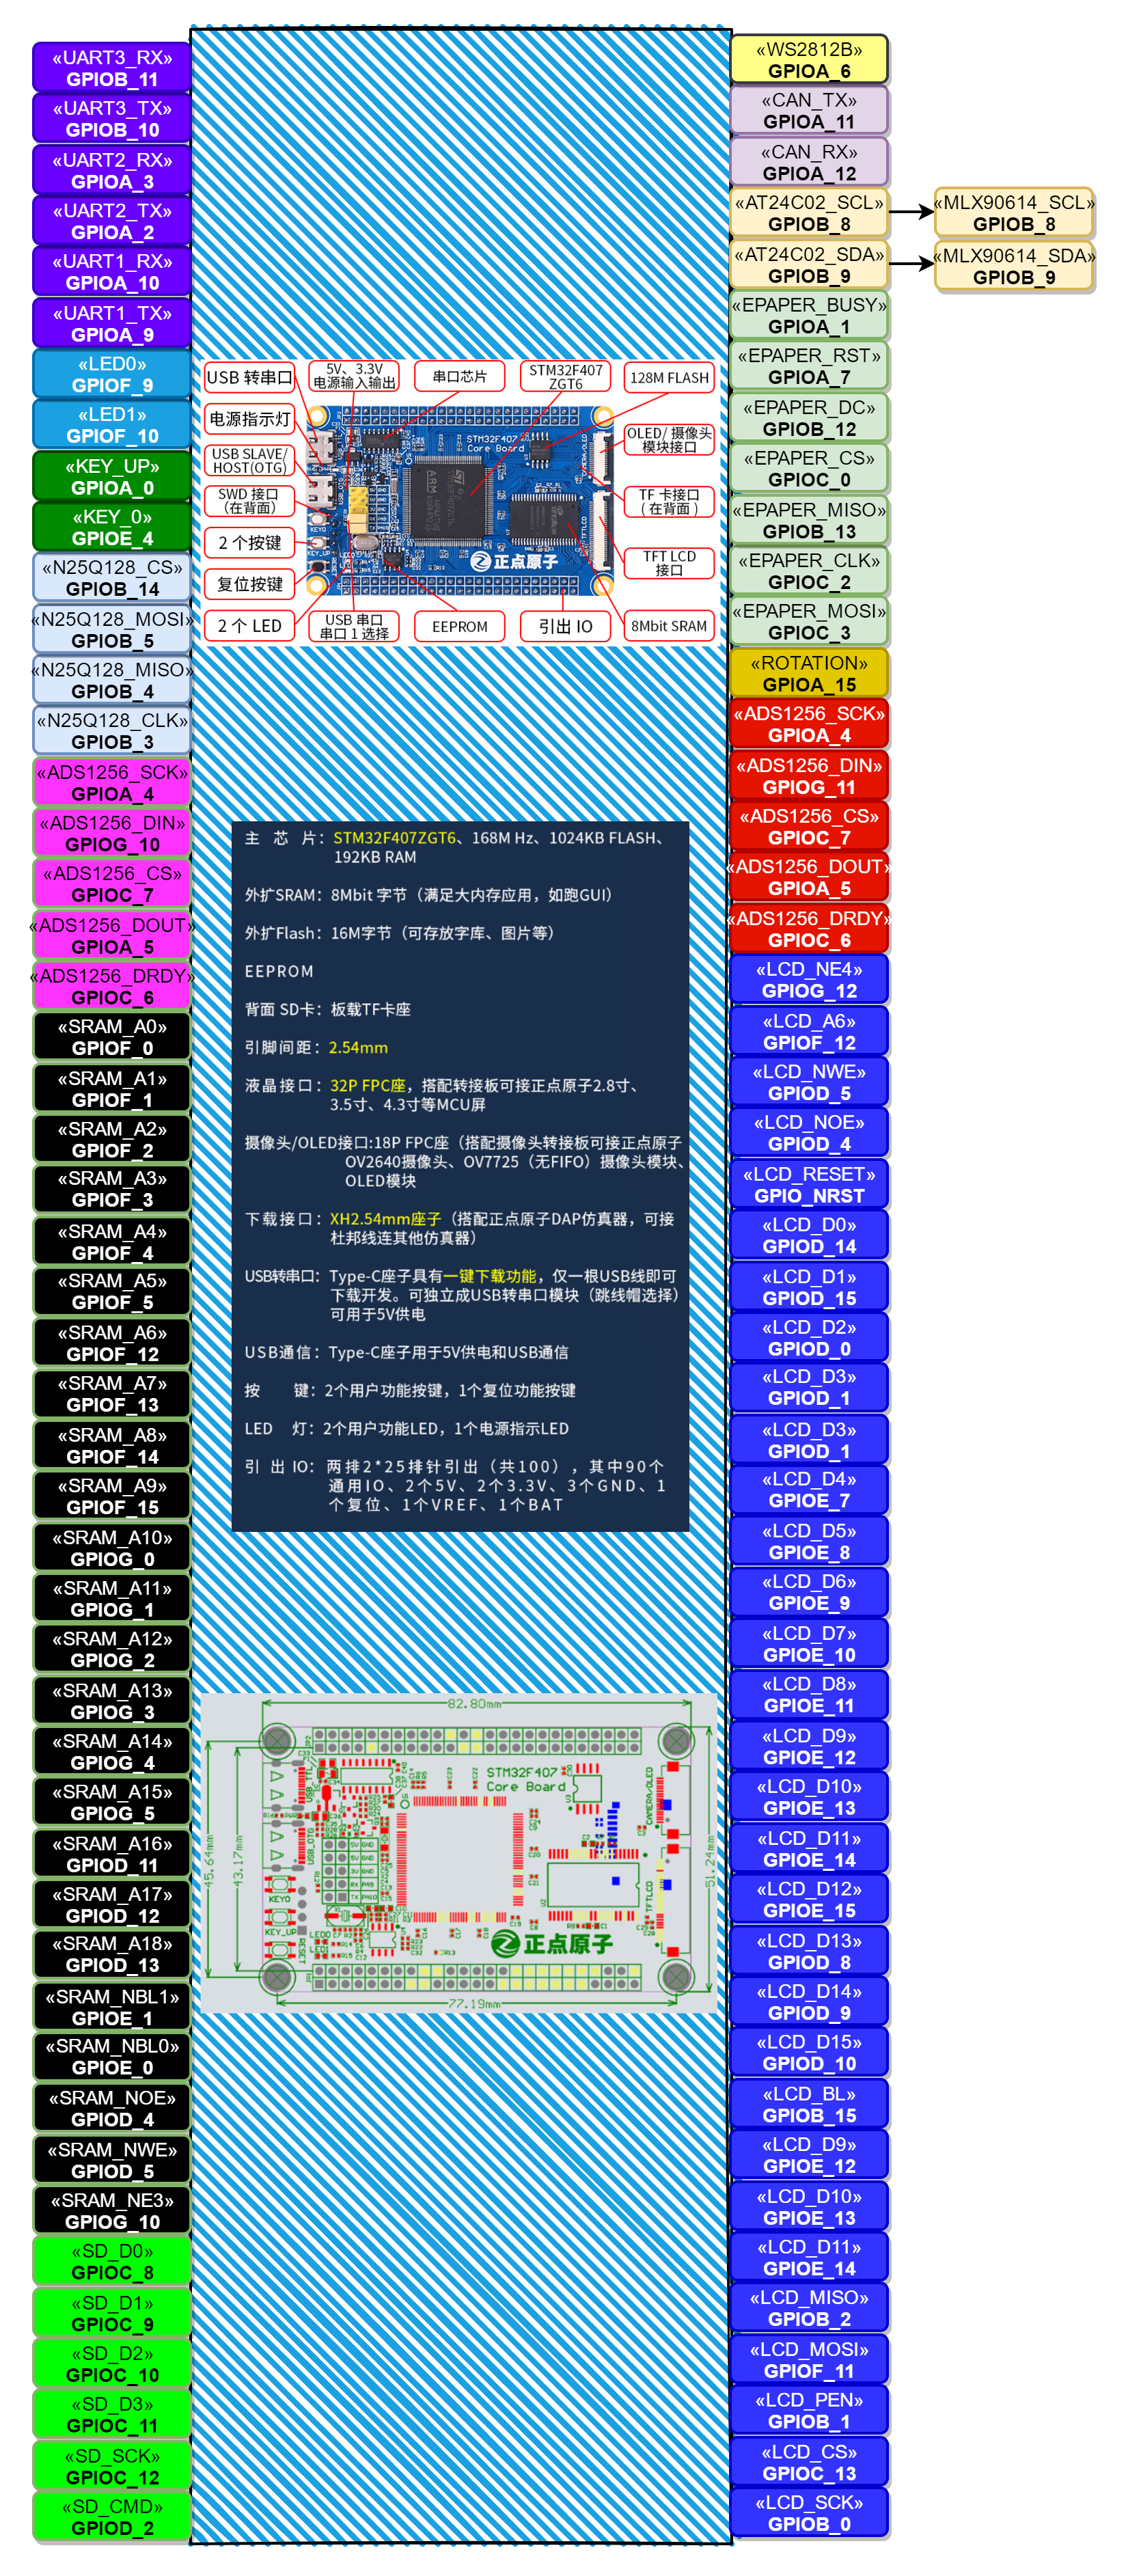 «UART3_RX»
GPIOB_11
«UART3_TX»
GPIOB_10
«UART2_RX»
GPIOA_3
«UART2_TX»
GPIOA_2
«UART1_RX»
GPIOA_10
«UART1_TX»
GPIOA_9
«LED0»
GPIOF_9
«LED1»
GPIOF_10
«KEY_UP»
GPIOA_0
«KEY_0»
GPIOE_4
«N25Q128_CS»
GPIOB_14
«N25Q128_MOSI»
GPIOB_5
«N25Q128_MISO»
GPIOB_4
«N25Q128_CLK»
GPIOB_3
«ADS1256_SCK»
GPIOA_4
«ADS1256_DIN»
GPIOG_10
«ADS1256_CS»
GPIOC_7
«ADS1256_DOUT»
GPIOA_5
«ADS1256_DRDY»
GPIOC_6
«SRAM_A0»
GPIOF_0
«SRAM_A1»
GPIOF_1
«SRAM_A2»
GPIOF_2
«SRAM_A3»
GPIOF_3
«SRAM_A4»
GPIOF_4
«SRAM_A5»
GPIOF_5
«SRAM_A6»
GPIOF_12
«SRAM_A7»
GPIOF_13
«SRAM_A8»
GPIOF_14
«SRAM_A9»
GPIOF_15
«SRAM_A10»
GPIOG_0
«SRAM_A11»
GPIOG_1
«SRAM_A12»
GPIOG_2
«SRAM_A13»
GPIOG_3
«SRAM_A14»
GPIOG_4
«SRAM_A15»
GPIOG_5
«SRAM_A16»
GPIOD_11
«SRAM_A17»
GPIOD_12
«SRAM_A18»
GPIOD_13
«SRAM_NBL1»
GPIOE_1
«SRAM_NBL0»
GPIOE_0
«SRAM_NOE»
GPIOD_4
«SRAM_NWE»
GPIOD_5
«SRAM_NE3»
GPIOG_10
«SD_D0»
GPIOC_8
«SD_D1»
GPIOC_9
«SD_D2»
GPIOC_10
«SD_D3»
GPIOC_11
«SD_SCK»
GPIOC_12
«SD_CMD»
GPIOD_2
USB 转串口
5V、3.3V
电源输入输出
串口芯片
STM32F407
ZGT6
128M FLASH
电源指示灯
USB SLAVE/
HOST(OTG)
SWD 接口
（在背面）
2 个按键
复位按键
2 个 LED
OLED/ 摄像头
模块接口
TF 卡接口
( 在背面 )
TFT LCD
接口
USB 串口
串口 1 选择
EEPROM
引出 IO
8Mbit SRAM
STM32F407
Core Board
ARM
正点原子
主 芯 片：STM32F407ZGT6、168M Hz、1024KB FLASH、
192KB RAM
外扩SRAM：8Mbit 字节（满足大内存应用，如跑GUI）
外扩Flash：16M字节（可存放字库、图片等）
EEPROM
背面 SD卡：板载TF卡座
引脚间距：2.54mm
液晶接口：32P FPC座，搭配转接板可接正点原子2.8寸、
3.5寸、4.3寸等MCU屏
摄像头/OLED接口:18P FPC座（搭配摄像头转接板可接正点原子
OV2640摄像头、OV7725（无FIFO）摄像头模块、
OLED模块
下载接口：XH2.54mm座子（搭配正点原子DAP仿真器，可接
杜邦线连其他仿真器）
USB转串口：Type-C座子具有一键下载功能，仅一根USB线即可
下载开发。可独立成USB转串口模块（跳线帽选择）
可用于5V供电
USB通信：Type-C座子用于5V供电和USB通信
按 键：2个用户功能按键，1个复位功能按键
LED 灯：2个用户功能LED，1个电源指示LED
引 出 IO：两排2*25排针引出（共100），其中90个
通用IO、2个5V、2个3.3V、3个GND、1
个复位、1个VREF、1个BAT
82.80mm
45.64mm
43.17mm
51.24mm
77.19mm
STM32F407
Core Board
CAMERA/OLED
TFTLCD
USB_OTG
KEY0
KEY_UP
RESET
LED0
LED1
正点原子
«WS2812B»
GPIOA_6
«CAN_TX»
GPIOA_11
«CAN_RX»
GPIOA_12
«AT24C02_SCL»
GPIOB_8
«MLX90614_SCL»
GPIOB_8
«AT24C02_SDA»
GPIOB_9
«MLX90614_SDA»
GPIOB_9
«EPAPER_BUSY»
GPIOA_1
«EPAPER_RST»
GPIOA_7
«EPAPER_DC»
GPIOB_12
«EPAPER_CS»
GPIOC_0
«EPAPER_MISO»
GPIOB_13
«EPAPER_CLK»
GPIOC_2
«EPAPER_MOSI»
GPIOC_3
«ROTATION»
GPIOA_15
«ADS1256_SCK»
GPIOA_4
«ADS1256_DIN»
GPIOG_11
«ADS1256_CS»
GPIOC_7
«ADS1256_DOUT»
GPIOA_5
«ADS1256_DRDY»
GPIOC_6
«LCD_NE4»
GPIOG_12
«LCD_A6»
GPIOF_12
«LCD_NWE»
GPIOD_5
«LCD_NOE»
GPIOD_4
«LCD_RESET»
GPIO_NRST
«LCD_D0»
GPIOD_14
«LCD_D1»
GPIOD_15
«LCD_D2»
GPIOD_0
«LCD_D3»
GPIOD_1
«LCD_D3»
GPIOD_1
«LCD_D4»
GPIOE_7
«LCD_D5»
GPIOE_8
«LCD_D6»
GPIOE_9
«LCD_D7»
GPIOE_10
«LCD_D8»
GPIOE_11
«LCD_D9»
GPIOE_12
«LCD_D10»
GPIOE_13
«LCD_D11»
GPIOE_14
«LCD_D12»
GPIOE_15
«LCD_D13»
GPIOD_8
«LCD_D14»
GPIOD_9
«LCD_D15»
GPIOD_10
«LCD_BL»
GPIOB_15
«LCD_D9»
GPIOE_12
«LCD_D10»
GPIOE_13
«LCD_D11»
GPIOE_14
«LCD_MISO»
GPIOB_2
«LCD_MOSI»
GPIOF_11
«LCD_PEN»
GPIOB_1
«LCD_CS»
GPIOC_13
«LCD_SCK»
GPIOB_0